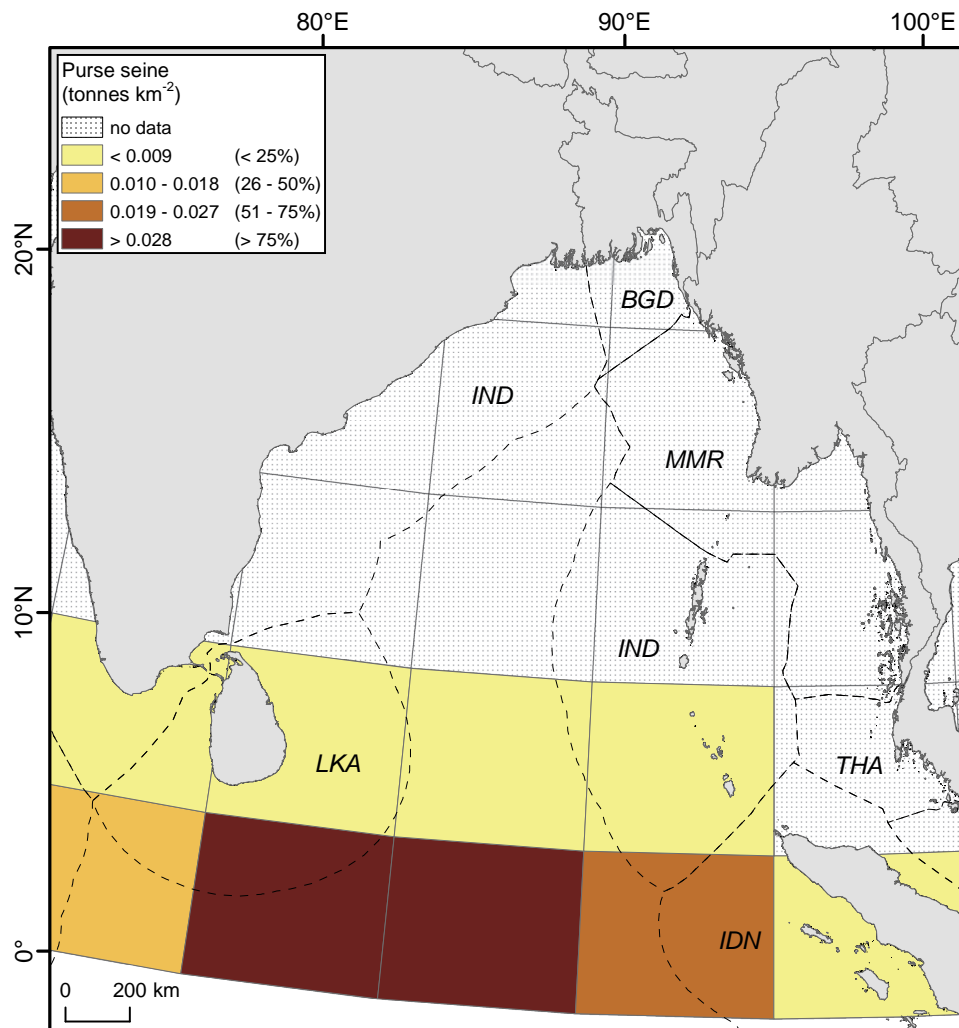 80°E 90°E 100°E
Purse seine
(tonnes km-2)
no data
< 0.009 (< 25%)
0.010 - 0.018 (26 - 50%)
0.019 - 0.027 (51 - 75%)
> 0.028 (> 75%)
20°N
BGD
IND
MMR
10°N
IND
LKA
THA
0°
IDN
0 200 km